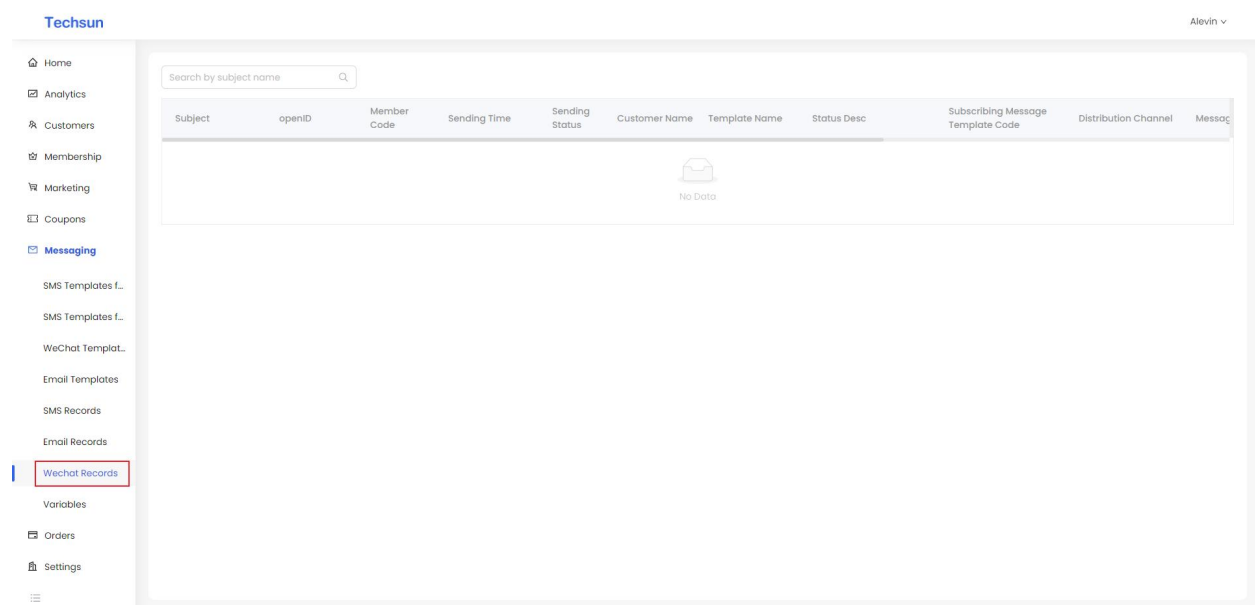 Techsun
Alevin
Home
Analytics
Customers
Membership
Marketing
Coupons
Messaging
SMS Templates f...
SMS Templates f...
WeChat Templat...
Email Templates
SMS Records
Email Records
Wechat Records
Variables
Orders
Settings
Search by subject name
Subject
openID
Member
Code
Sending Time
Sending
Status
Customer Name
Template Name
Status Desc
Subscribing Message
Template Code
Distribution Channel
Messag
No Data